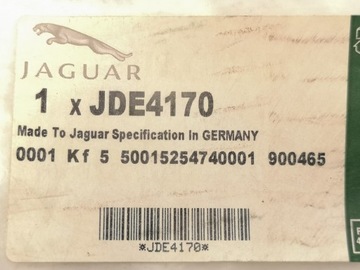 JAGUAR
1 x JDE4170
Made To Jaguar Specification In GERMANY
0001 Kf 5 50015254740001 900465
*JDE4170*